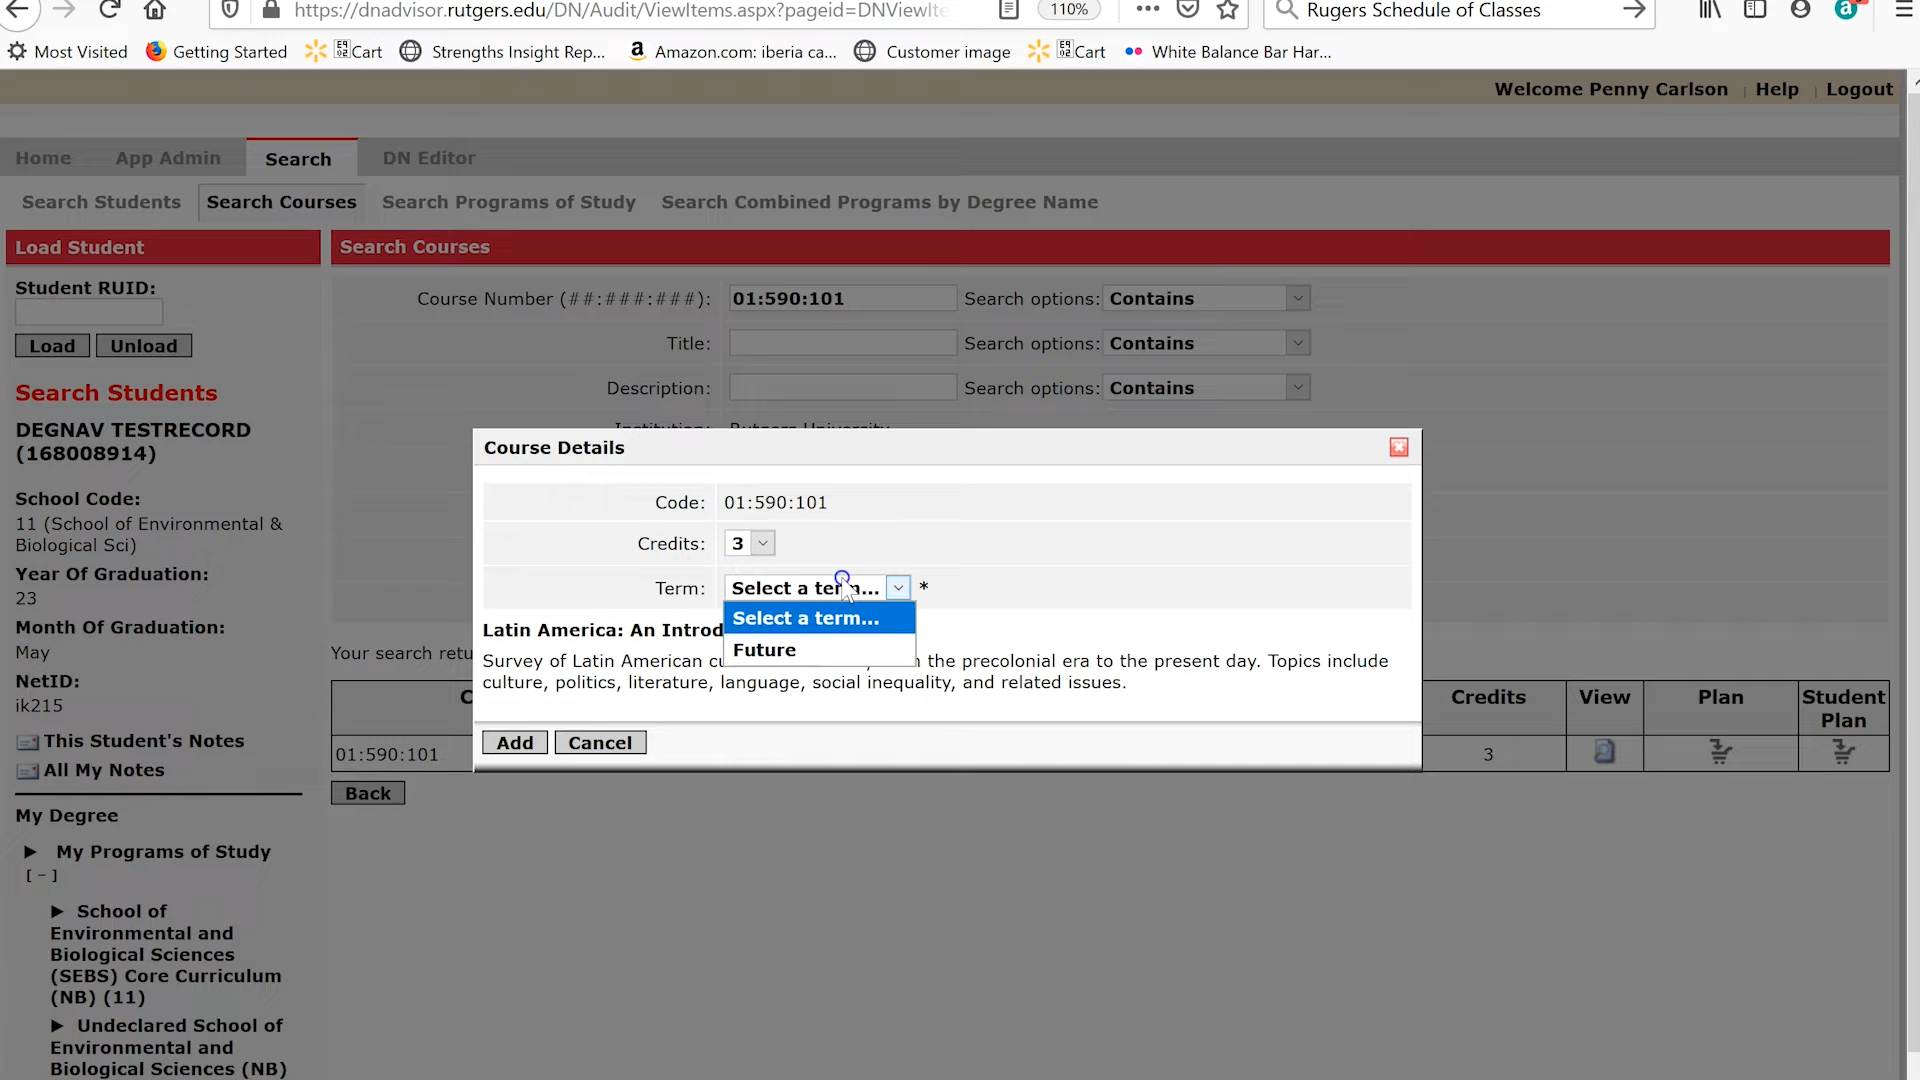 https://dnadvisor.rutgers.edu/DN/Audit/ViewItems.aspx?pageid=DNViewIte
110%
Rugers Schedule of Classes
Most Visited
Getting Started
Cart
Strengths Insight Rep...
Amazon.com: iberia ca...
Customer image
Cart
White Balance Bar Har...
Welcome Penny Carlson | Help | Logout
Home
App Admin
Search
DN Editor
Search Students
Search Courses
Search Programs of Study
Search Combined Programs by Degree Name
Load Student
Student RUID:
Load
Unload
Search Students
DEGNAV TESTRECORD
(168008914)
School Code:
11 (School of Environmental &
Biological Sci)
Year Of Graduation:
23
Month Of Graduation:
May
NetID:
ik215
This Student's Notes
All My Notes
My Degree
My Programs of Study
[ - ]
School of
Environmental and
Biological Sciences
(SEBS) Core Curriculum
(NB) (11)
Undeclared School of
Environmental and
Biological Sciences (NB)
Search Courses
Course Number (##:###:###): 01:590:101 Search options: Contains
Title: Search options: Contains
Description: Search options: Contains
Institution: Rutgers University
Course Details
Code: 01:590:101
Credits: 3
Term: Select a term... *
Select a term...
Future
Latin America: An Introd
Survey of Latin American cu the precolonial era to the present day. Topics include
culture, politics, literature, language, social inequality, and related issues.
Add
Cancel
Your search retu
C Credits View Plan Student
Plan
01:590:101 3
Back